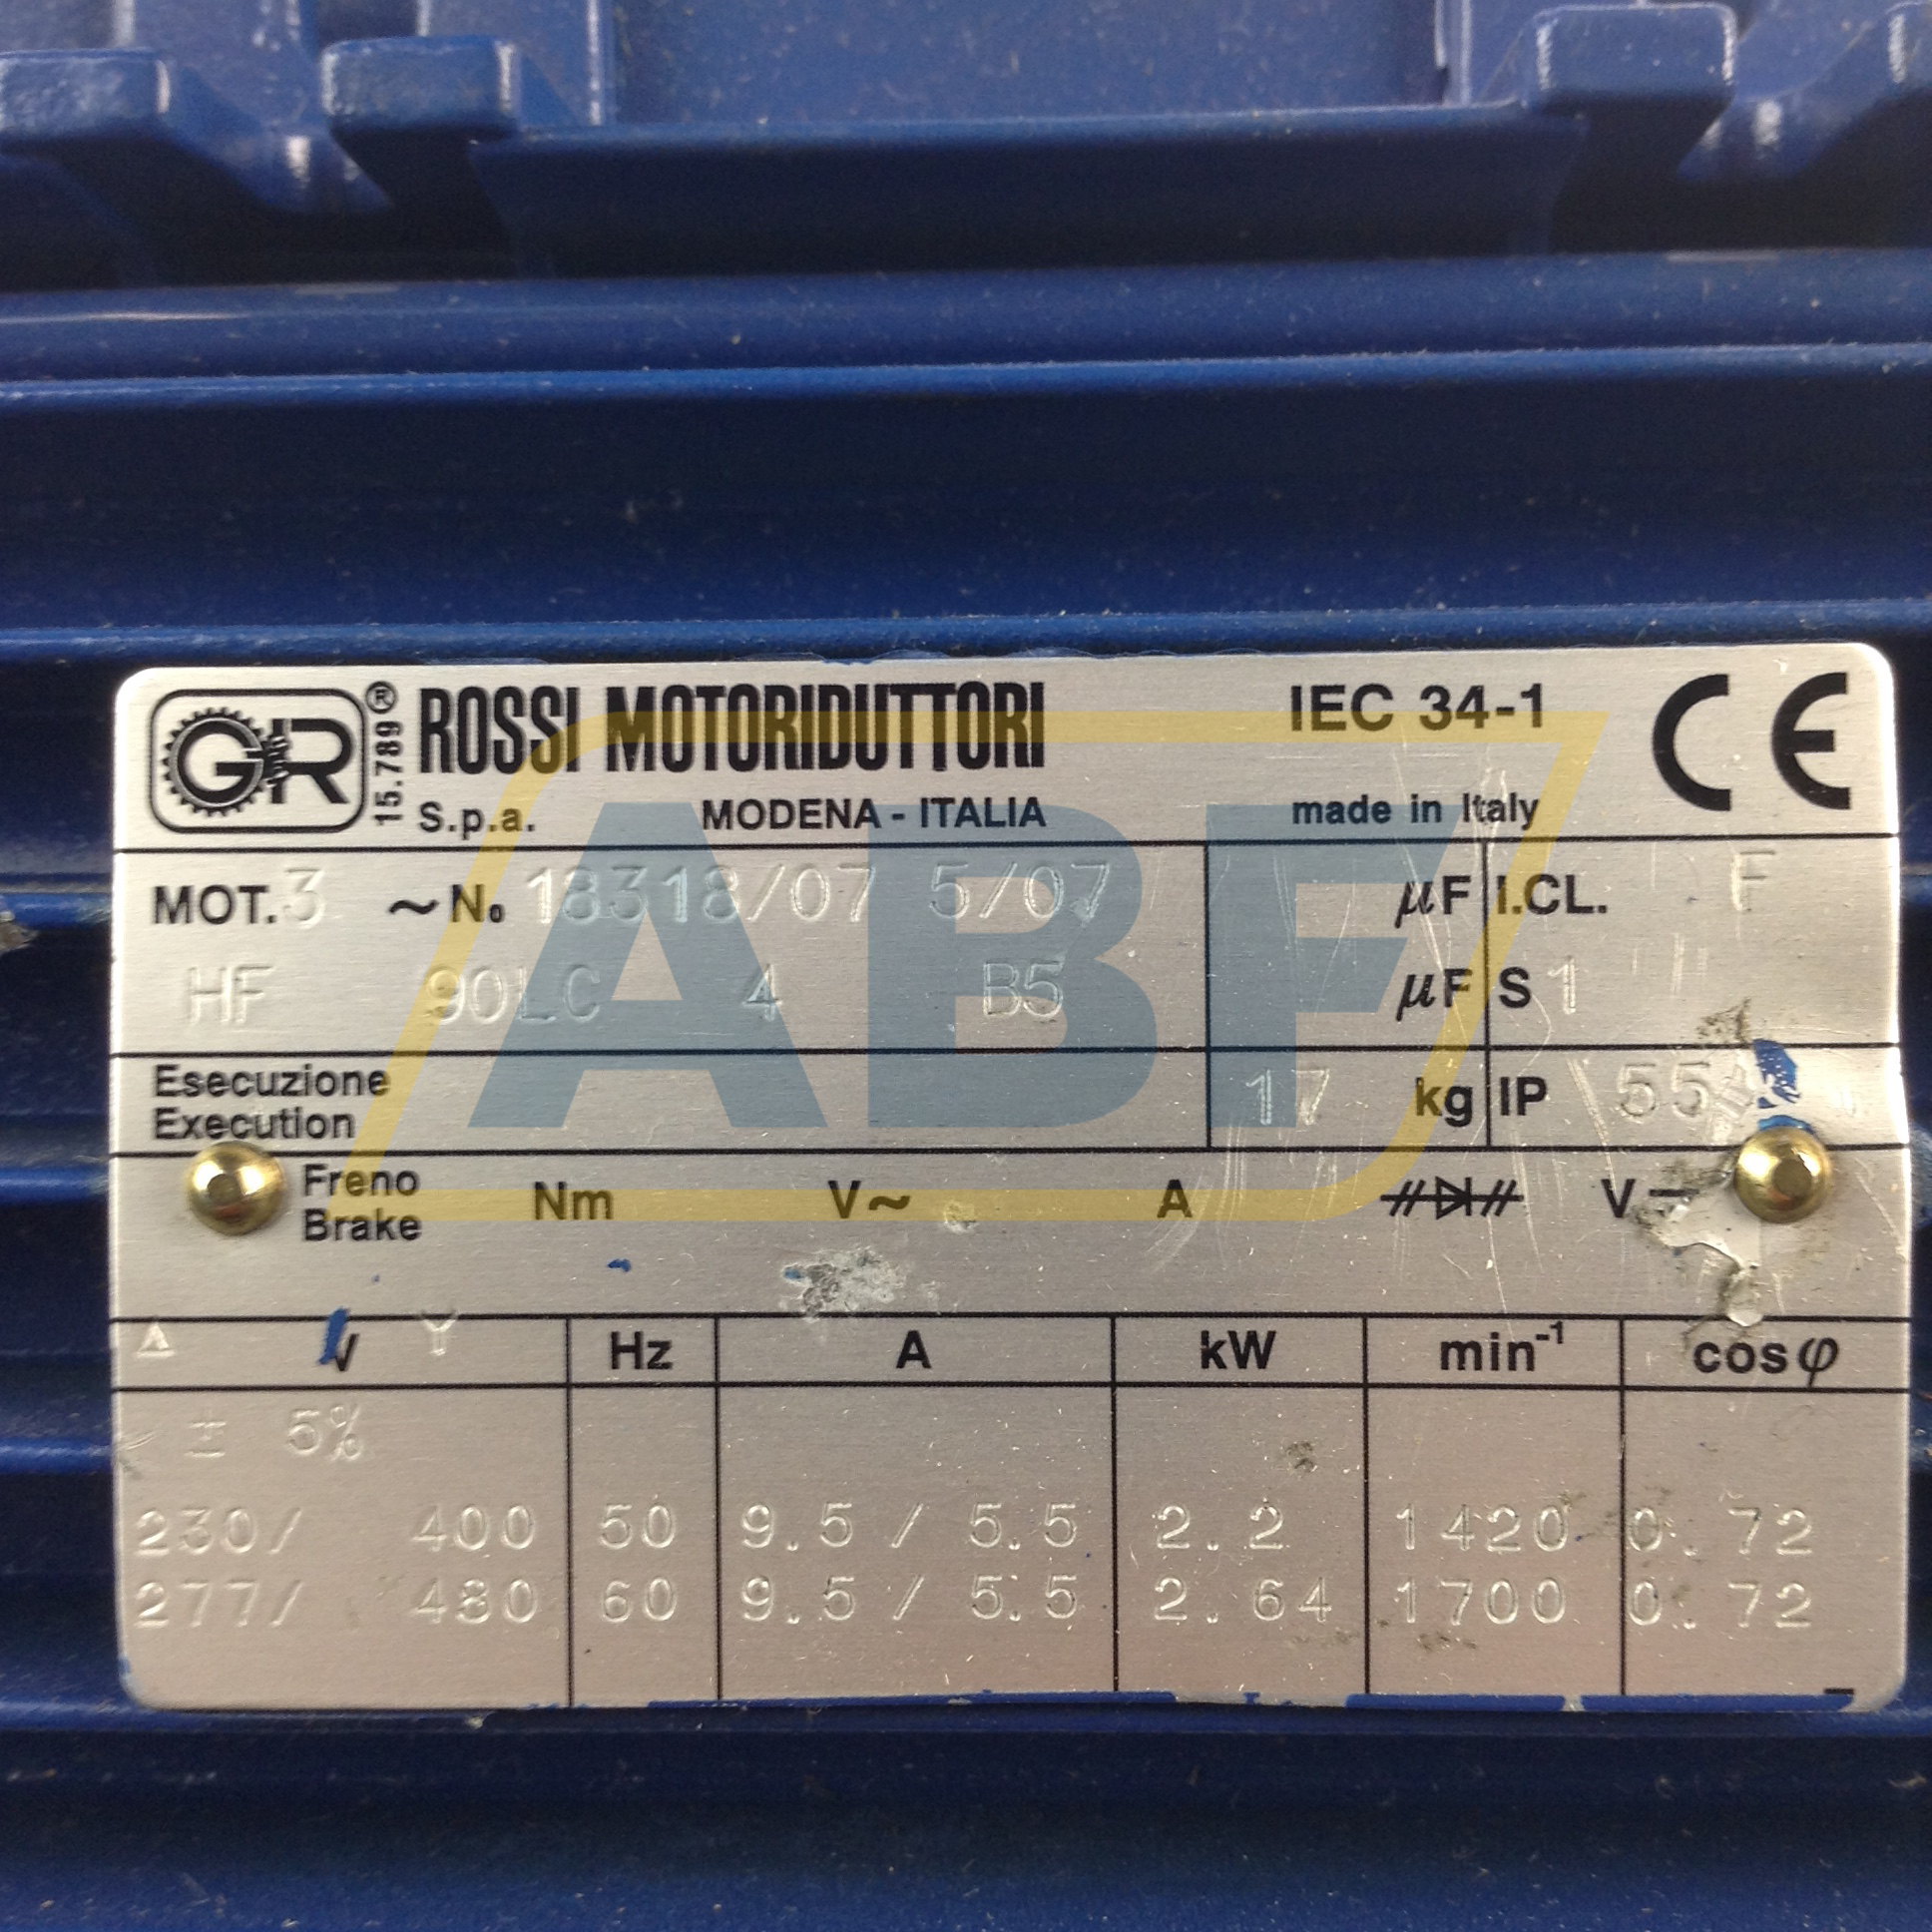 GR ® 15.789 ROSSI MOTORIDUTTORI IEC 34-1 CE
S.p.a. MODENA - ITALIA made in Italy
MOT. 3 ~ No 18318/07 5/07 μF I.CL. F
HF 90LC 4 B5 μF S 1
Esecuzione
Execution 17 kg IP 55
Freno
Brake Nm V~ A V=
Δ V Y Hz A kW min-1 cosφ
± 5%
230/ 400 50 9.5 / 5.5 2.2 1420 0.72
277/ 480 60 9.5 / 5.5 2.64 1700 0.72
ABF